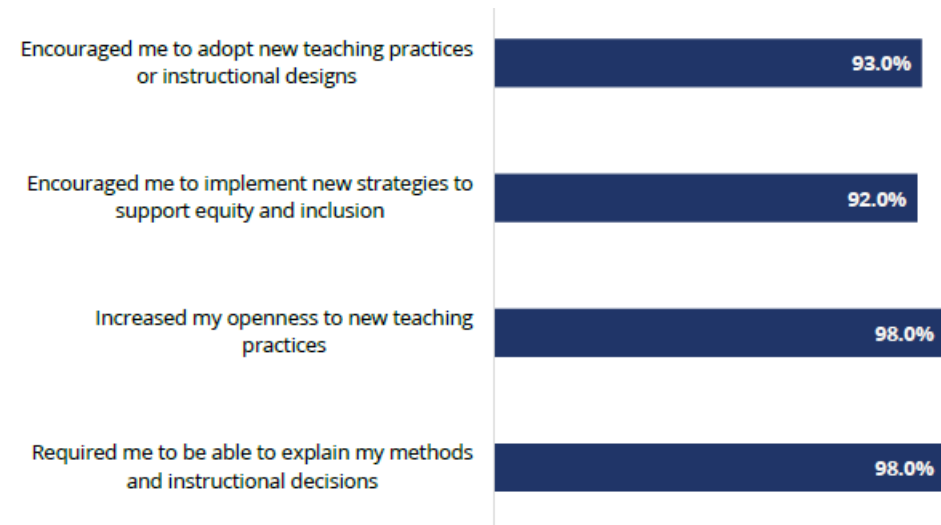 Encouraged me to adopt new teaching practices
or instructional designs
93.0%
Encouraged me to implement new strategies to
support equity and inclusion
92.0%
Increased my openness to new teaching
practices
98.0%
Required me to be able to explain my methods
and instructional decisions
98.0%